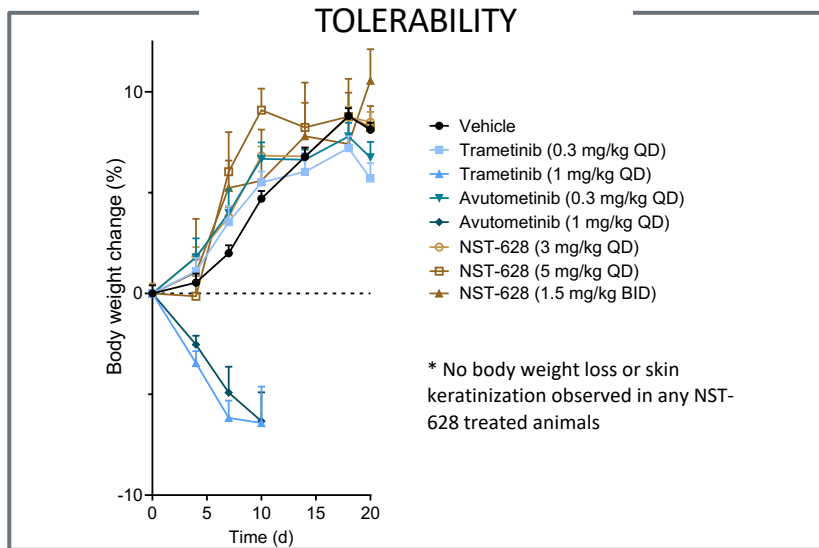 TOLERABILITY
Body weight change (%)
10
0
-10
0 5 10 15 20
Time (d)
Vehicle
Trametinib (0.3 mg/kg QD)
Trametinib (1 mg/kg QD)
Avutometinib (0.3 mg/kg QD)
Avutometinib (1 mg/kg QD)
NST-628 (3 mg/kg QD)
NST-628 (5 mg/kg QD)
NST-628 (1.5 mg/kg BID)
* No body weight loss or skin
keratinization observed in any NST-
628 treated animals